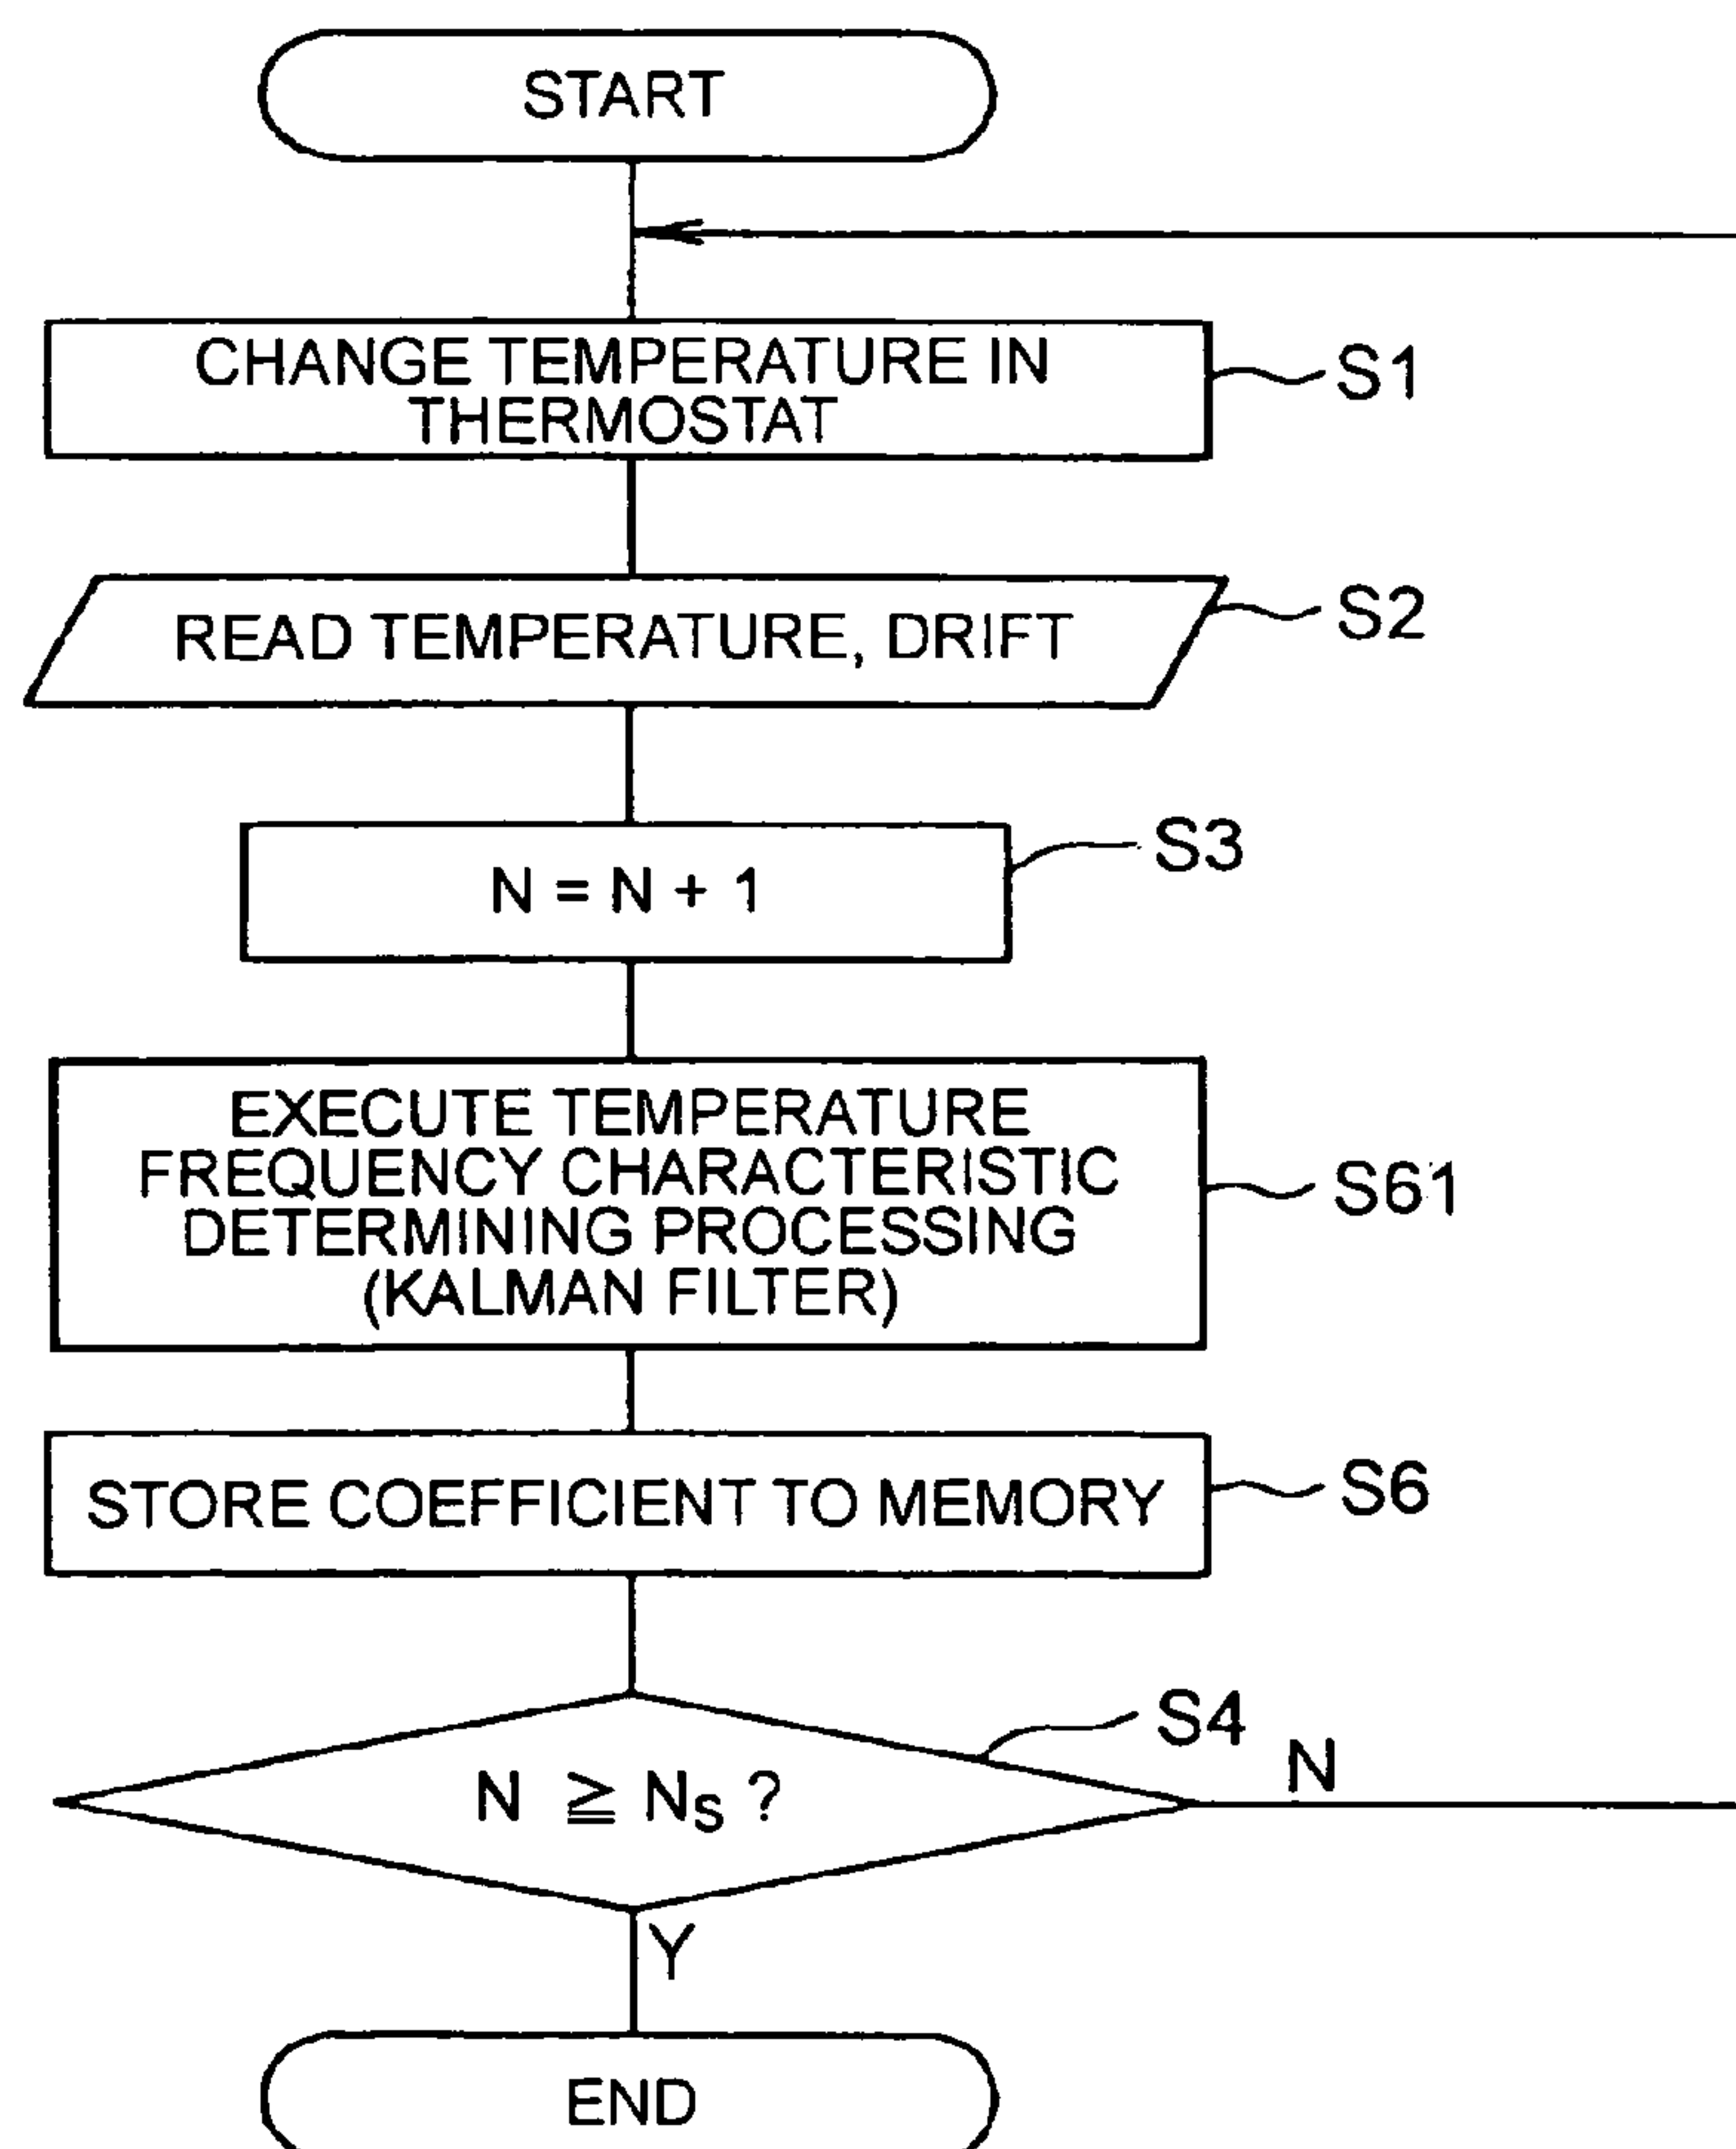 START
CHANGE TEMPERATURE IN
THERMOSTAT
S1
READ TEMPERATURE, DRIFT
S2
N = N + 1
S3
EXECUTE TEMPERATURE
FREQUENCY CHARACTERISTIC
DETERMINING PROCESSING
(KALMAN FILTER)
S61
STORE COEFFICIENT TO MEMORY
S6
N ≧ NS ?
S4
N
Y
END